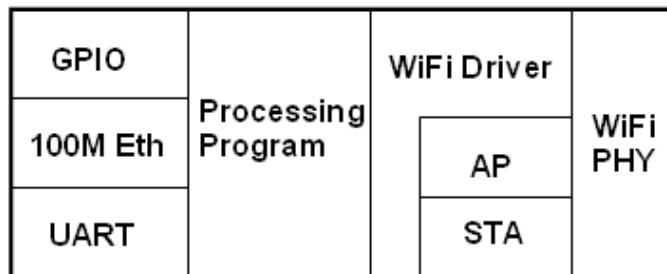 GPIO
100M Eth
UART
Processing
Program
WiFi Driver
AP
STA
WiFi
PHY